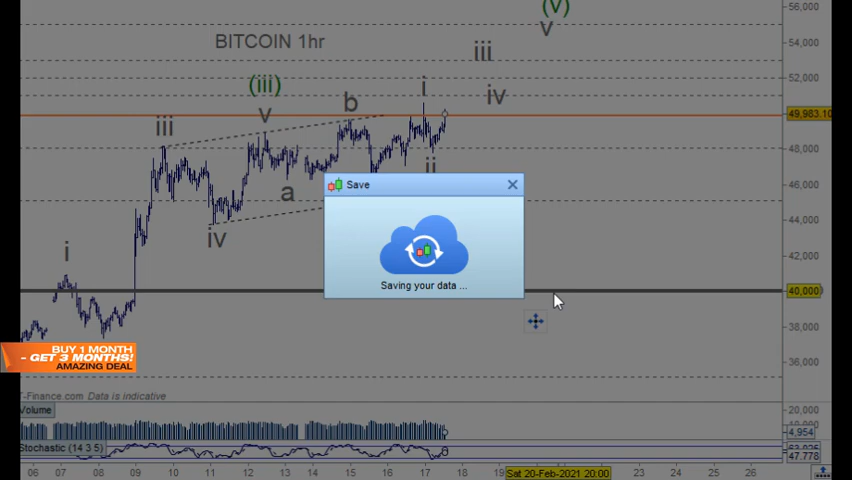 56,000
(v)
v
BITCOIN 1hr
54,000
iii
52,000
(iii)
i
b
iv
v
49,983.10
iii
48,000
ii
Save
46,000
a
44,000
iv
i
42,000
Saving your data ...
40,000
38,000
BUY 1 MONTH
- GET 3 MONTHS!
AMAZING DEAL
36,000
T-Finance.com Data is indicative
Volume
20,000
4,954
Stochastic (14 3 5)
47.778
06 07 08 09 10 11 12 13 14 15 16 17 18 19 Sat 20-Feb-2021 20:00 23 24 25 26